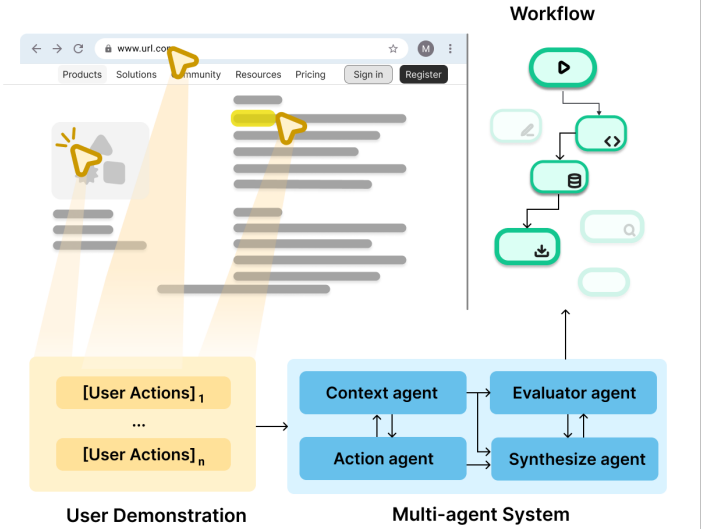 Workflow
www.url.com
M
Products Solutions Community Resources Pricing Sign in Register
[User Actions] 1
...
[User Actions] n
Context agent
Evaluator agent
Action agent
Synthesize agent
User Demonstration
Multi-agent System